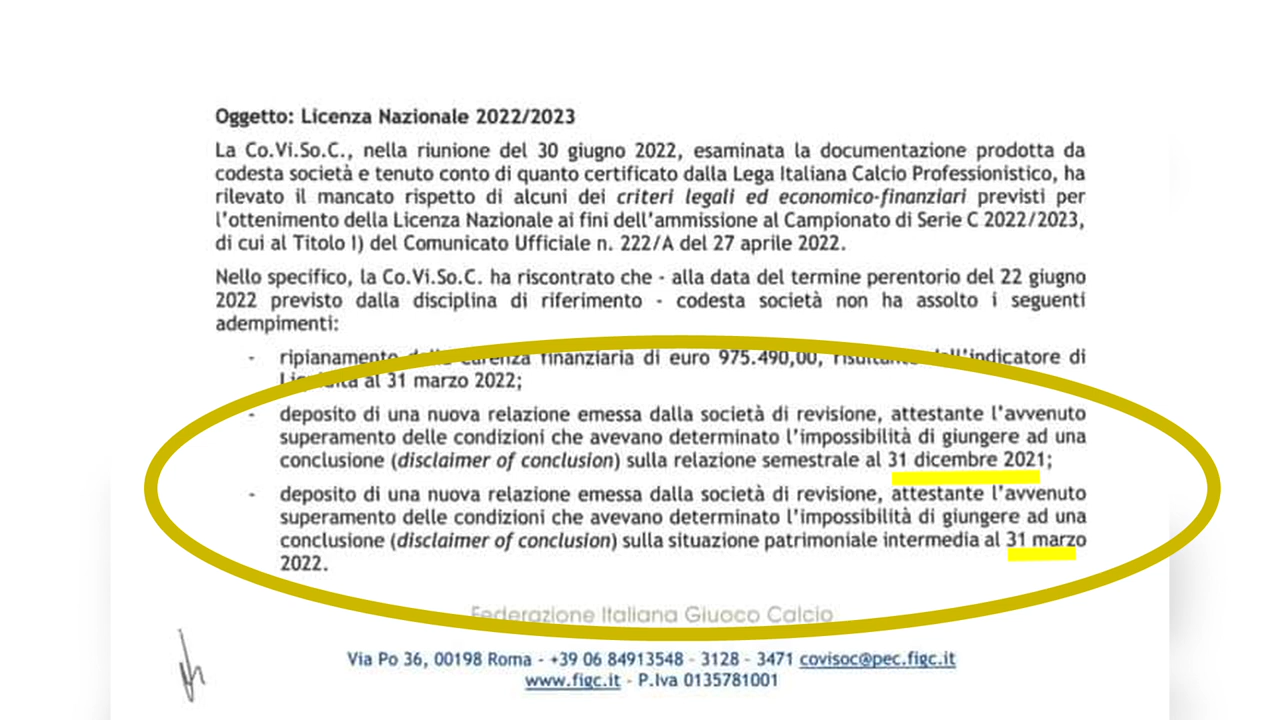 Oggetto: Licenza Nazionale 2022/2023
La Co.Vi.So.C., nella riunione del 30 giugno 2022, esaminata la documentazione prodotta da
codesta società e tenuto conto di quanto certificato dalla Lega Italiana Calcio Professionistico, ha
rilevato il mancato rispetto di alcuni dei criteri legali ed economico-finanziari previsti per
l'ottenimento della Licenza Nazionale ai fini dell'ammissione al Campionato di Serie C 2022/2023,
di cui al Titolo I) del Comunicato Ufficiale n. 222/A del 27 aprile 2022.
Nello specifico, la Co.Vi.So.C. ha riscontrato che - alla data del termine perentorio del 22 giugno
2022 previsto dalla disciplina di riferimento - codesta società non ha assolto i seguenti
adempimenti:
- ripianamento della carenza finanziaria di euro 975.490,00, risultante dall'indicatore di
Liquidità al 31 marzo 2022;
- deposito di una nuova relazione emessa dalla società di revisione, attestante l'avvenuto
superamento delle condizioni che avevano determinato l'impossibilità di giungere ad una
conclusione (disclaimer of conclusion) sulla relazione semestrale al 31 dicembre 2021;
- deposito di una nuova relazione emessa dalla società di revisione, attestante l'avvenuto
superamento delle condizioni che avevano determinato l'impossibilità di giungere ad una
conclusione (disclaimer of conclusion) sulla situazione patrimoniale intermedia al 31 marzo
2022.
Federazione Italiana Giuoco Calcio
Via Po 36, 00198 Roma - +39 06 84913548 - 3128 - 3471 covisoc@pec.figc.it
www.figc.it - P.Iva 0135781001